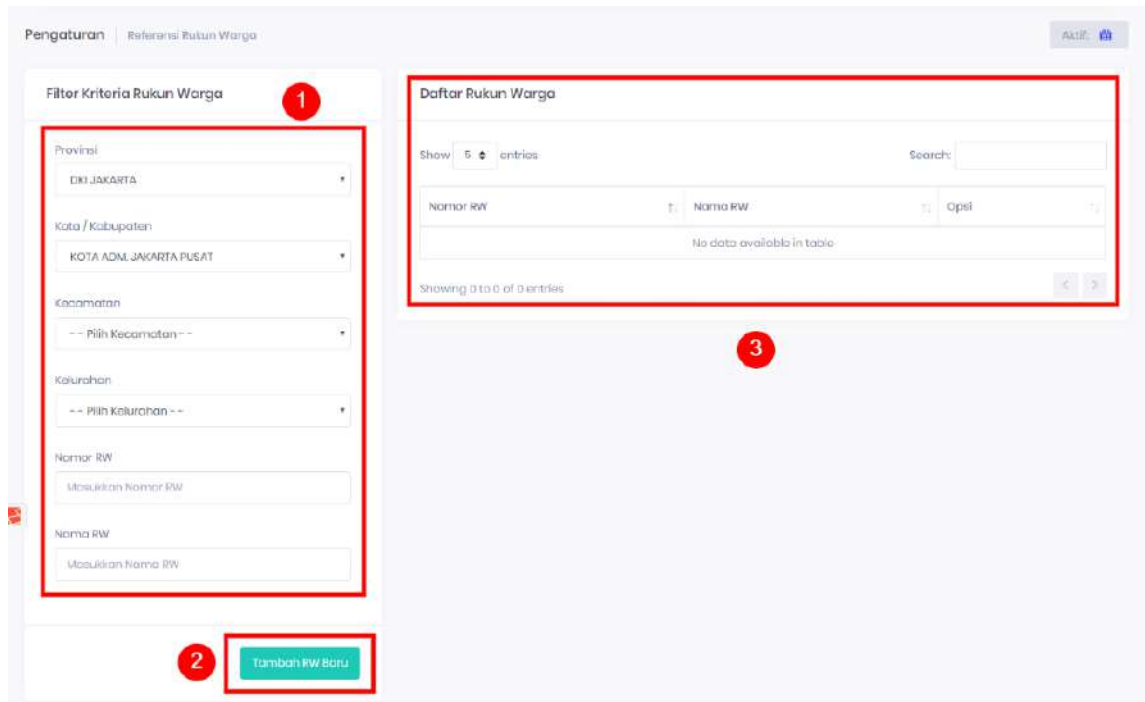 Pengaturan Referensi Rukun Warga
Aktif:
Filter Kriteria Rukun Warga
1
Provinsi
DKI JAKARTA
Kota / Kabupaten
KOTA ADM. JAKARTA PUSAT
Kecamatan
-- Pilih Kecamatan --
Kelurahan
-- Pilih Kelurahan --
Nomor RW
Masukkan Nomor RW
Nama RW
Masukkan Nama RW
2
Tambah RW Baru
Daftar Rukun Warga
Show 5 entries
Search:
Nomor RW Nama RW Opsi
No data available in table
Showing 0 to 0 of 0 entries
< >
3